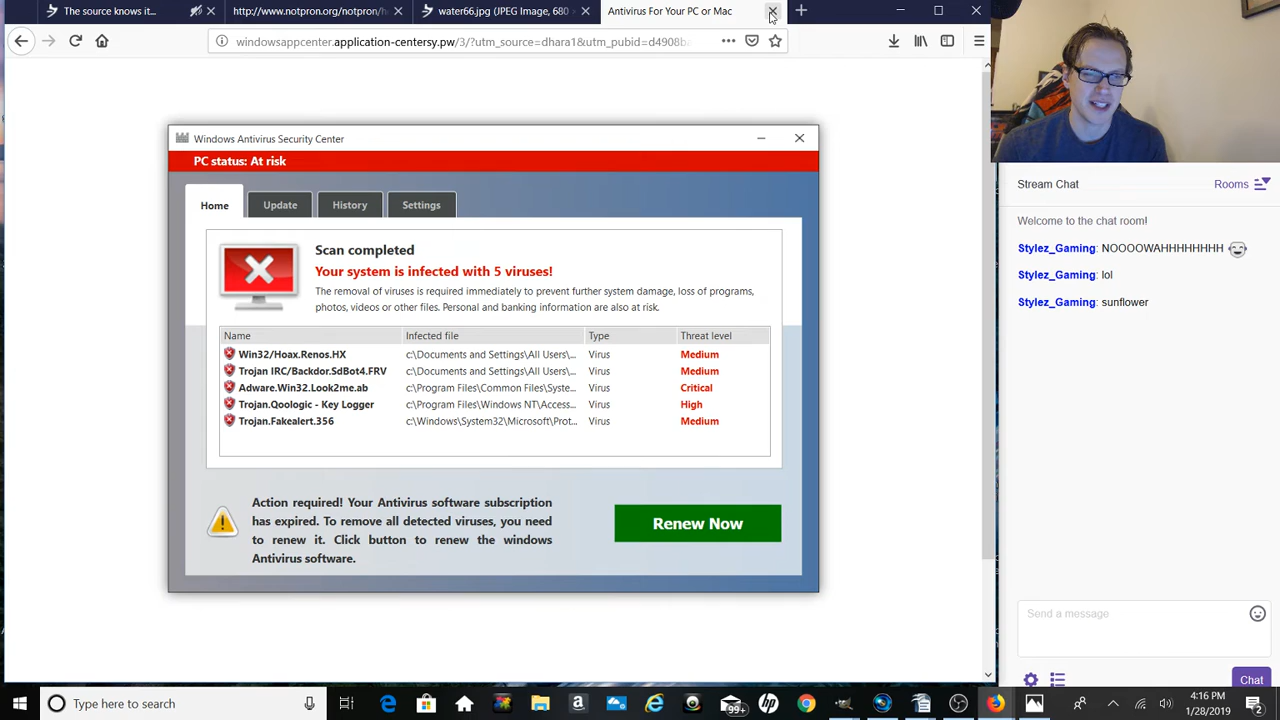 The source knows it...
http://www.notpron.org/notpron/
water66.jpg (JPEG Image, 680
Antivirus For Your PC or Mac
windowsappcenter.application-centersy.pw/3/?utm_source=dhara1&utm_pubid=d4908b
Windows Antivirus Security Center
PC status: At risk
Home
Update
History
Settings
Scan completed
Your system is infected with 5 viruses!
The removal of viruses is required immediately to prevent further system damage, loss of programs,
photos, videos or other files. Personal and banking information are also at risk.
Name Infected file Type Threat level
Win32/Hoax.Renos.HX c:\Documents and Settings\All Users\... Virus Medium
Trojan IRC/Backdor.SdBot4.FRV c:\Documents and Settings\All Users\... Virus Medium
Adware.Win32.Look2me.ab c:\Program Files\Common Files\Syste... Virus Critical
Trojan.Qoologic - Key Logger c:\Program Files\Windows NT\Access... Virus High
Trojan.Fakealert.356 c:\Windows\System32\Microsoft\Prot... Virus Medium
Action required! Your Antivirus software subscription
has expired. To remove all detected viruses, you need
to renew it. Click button to renew the windows
Antivirus software.
Renew Now
Stream Chat
Rooms
Welcome to the chat room!
Stylez_Gaming: NOOOOWAHHHHHHHH
Stylez_Gaming: lol
Stylez_Gaming: sunflower
Send a message
Chat
Type here to search
99+
4:16 PM
1/28/2019